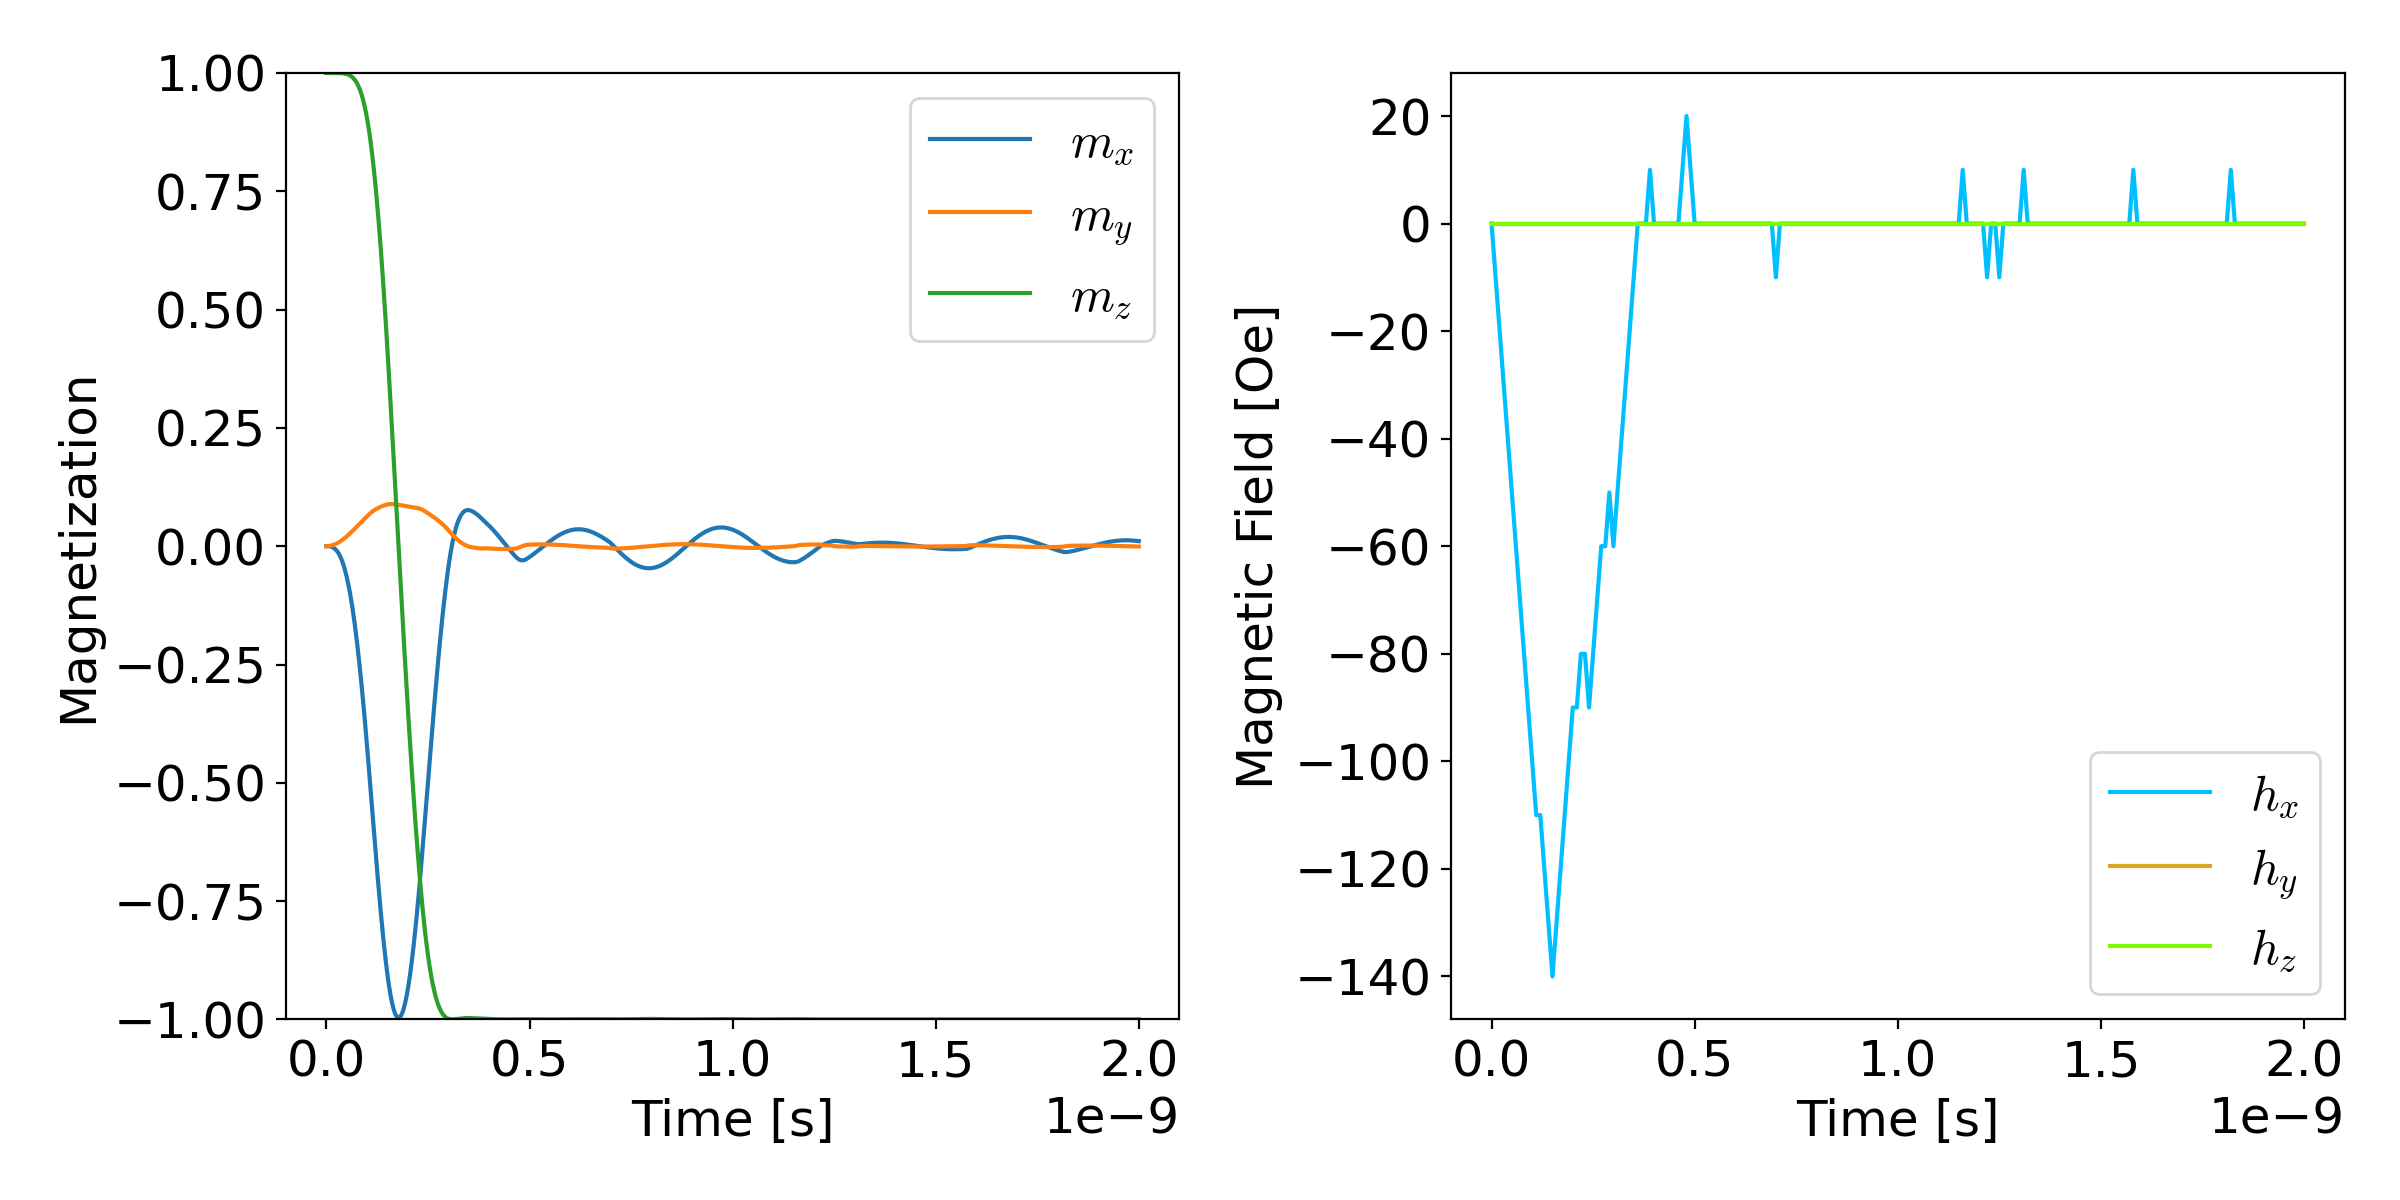 1.00
0.75
0.50
0.25
0.00
−0.25
−0.50
−0.75
−1.00
Magnetization
0.0 0.5 1.0 1.5 2.0
Time [s]
1e−9
m_x
m_y
m_z
20
0
−20
−40
−60
−80
−100
−120
−140
Magnetic Field [Oe]
0.0 0.5 1.0 1.5 2.0
Time [s]
1e−9
h_x
h_y
h_z